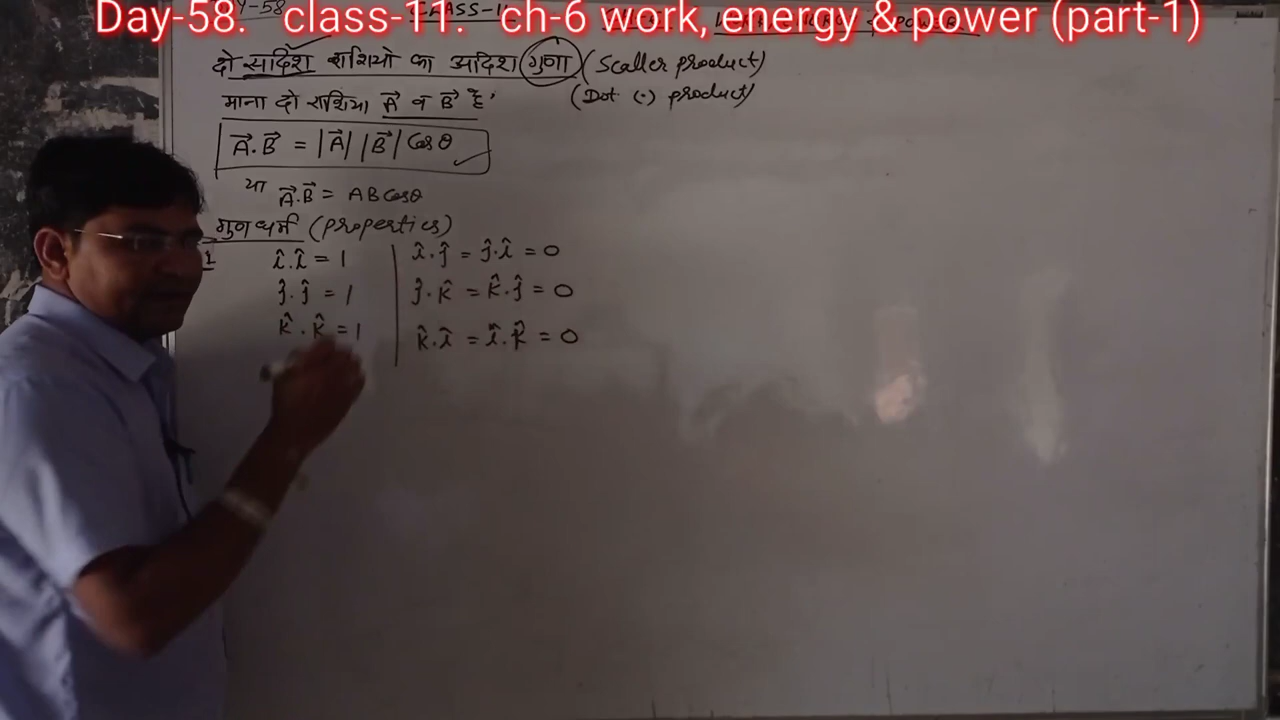 Day-58. class-11. ch-6 work, energy & power (part-1)
दो सदिश राशियो का अदिश गुणा (Scaller product)
माना दो राशिया A⃗ व B⃗ है, (Dot (·) product)
A⃗.B⃗ = |A⃗| |B⃗| Cosθ
या A⃗.B⃗ = ABCosθ
गुणधर्म (properties)
1 î.î = 1 | î.ĵ = ĵ.î = 0
ĵ.ĵ = 1 | ĵ.k̂ = k̂.ĵ = 0
k̂.k̂ = 1 | k̂.î = î.k̂ = 0